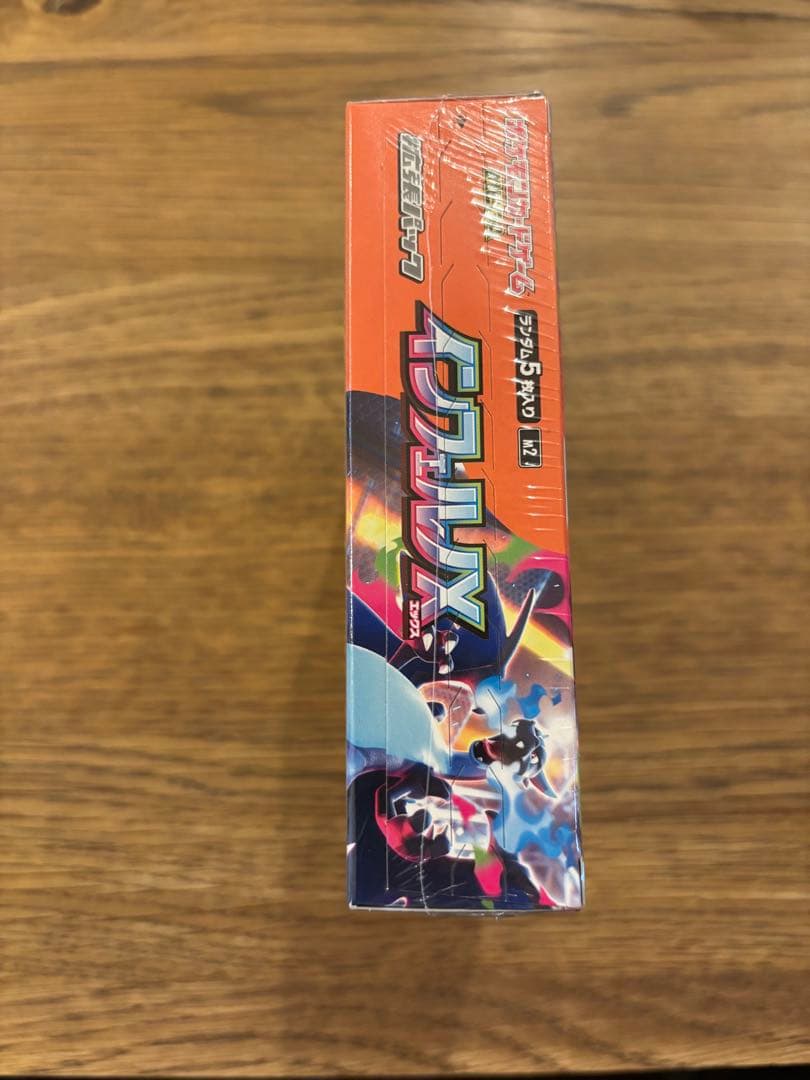 ポケモンカードゲーム
MEGA
拡張パック
ランダム5枚入り
M2
インフェルノX
エックス